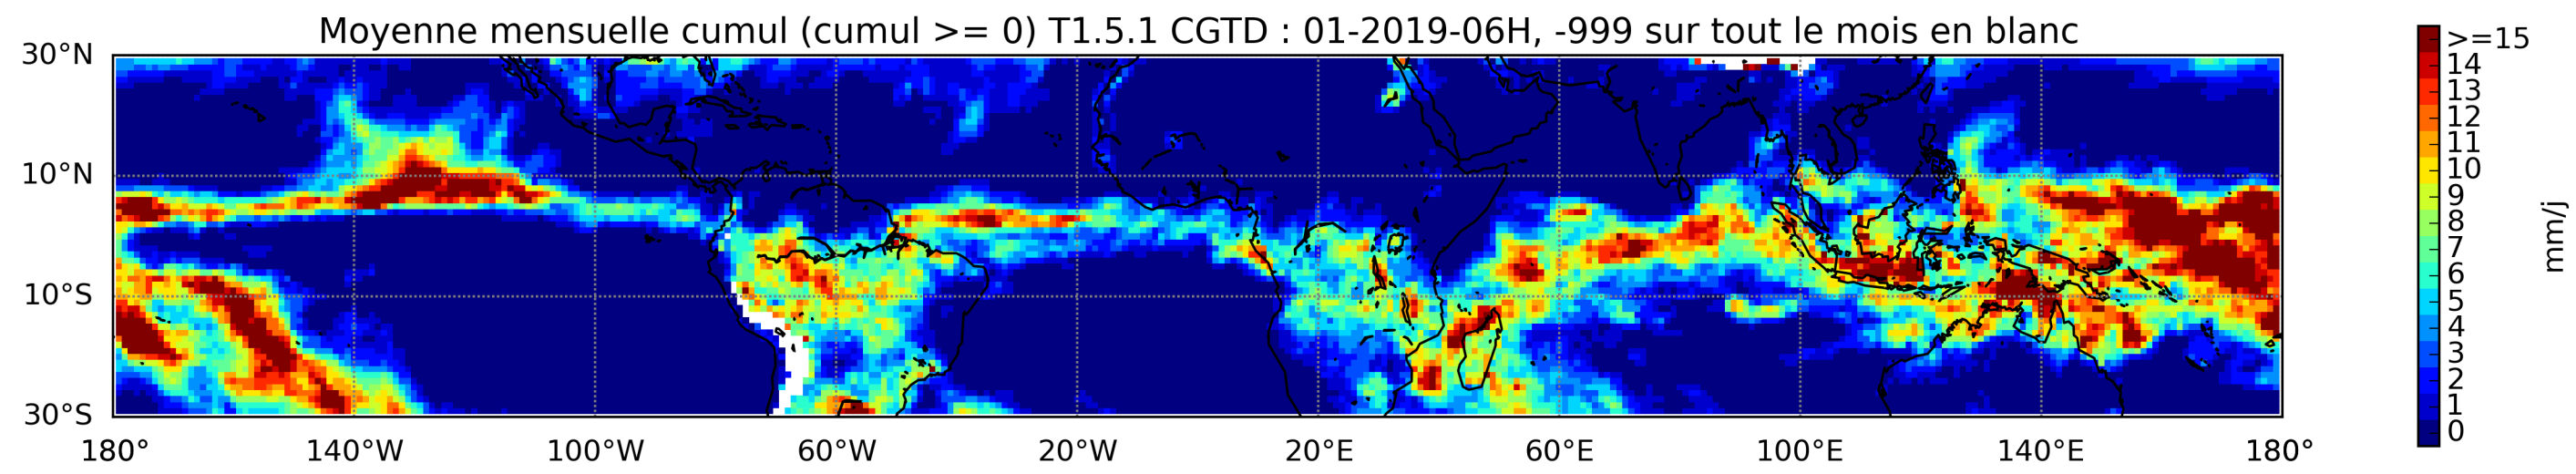 Moyenne mensuelle cumul (cumul >= 0) T1.5.1 CGTD : 01-2019-06H, -999 sur tout le mois en blanc
30°N
10°N
10°S
30°S
180°
140°W
100°W
60°W
20°W
20°E
60°E
100°E
140°E
180°
>=15
14
13
12
11
10
9
8
7
6
5
4
3
2
1
0
mm/j